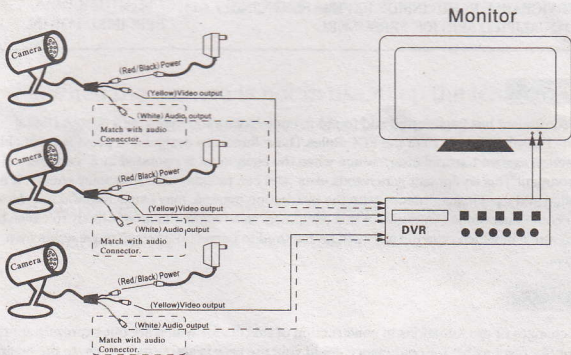 Monitor
Camera
(Red/Black) Power
(Yellow)Video output
(White) Audio output
Match with audio
Connector.
Camera
(Red/Black) Power
(Yellow)Video output
(White) Audio output
Match with audio
Connector.
DVR
Camera
(Red/Black) Power
(Yellow)Video output
(White) Audio output
Match with audio
Connector.